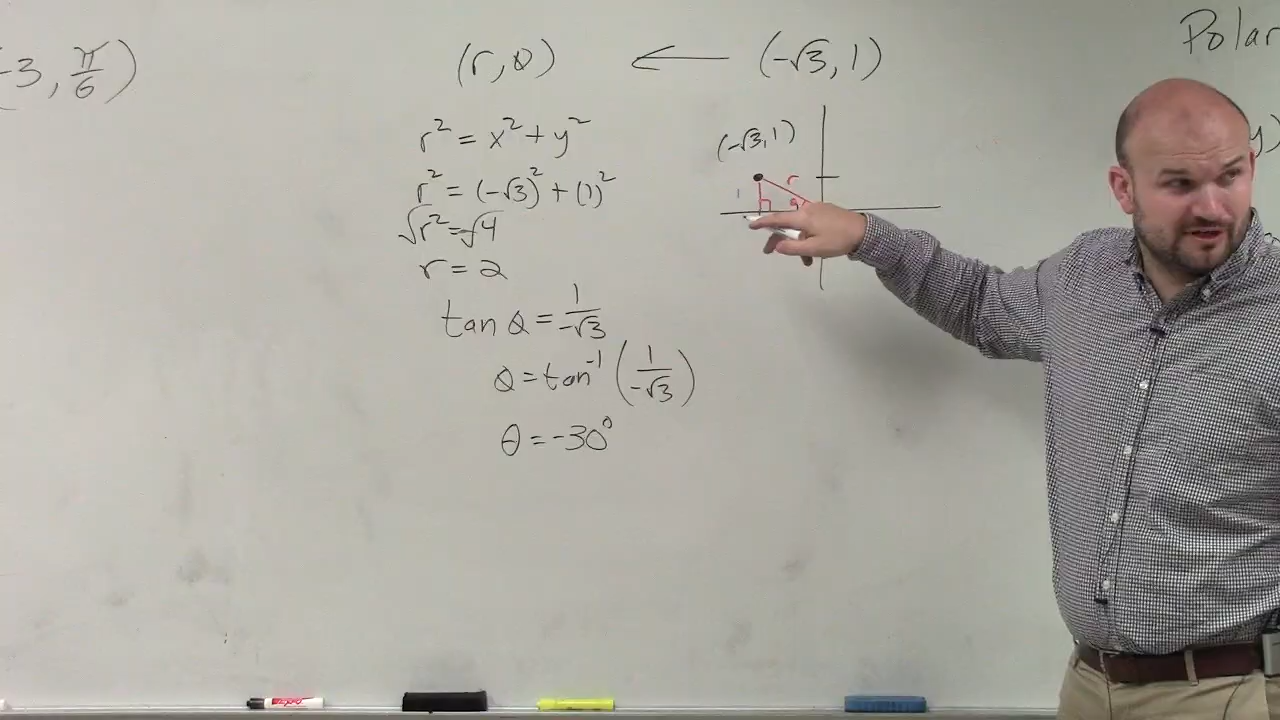 -3, π/6)
(r, θ) ← (-√3, 1)
Polar
r² = x² + y²
r² = (-√3)² + (1)²
√r² = √4
r = 2
tan θ = 1/-√3
θ = tan⁻¹(1/-√3)
θ = -30°
(-√3, 1)
r
1
θ
y)